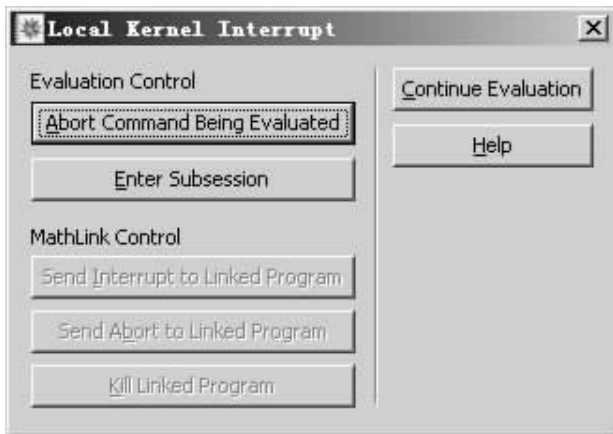 Local Kernel Interrupt
Evaluation Control
Abort Command Being Evaluated
Enter Subsession
MathLink Control
Send Interrupt to Linked Program
Send Abort to Linked Program
Kill Linked Program
Continue Evaluation
Help